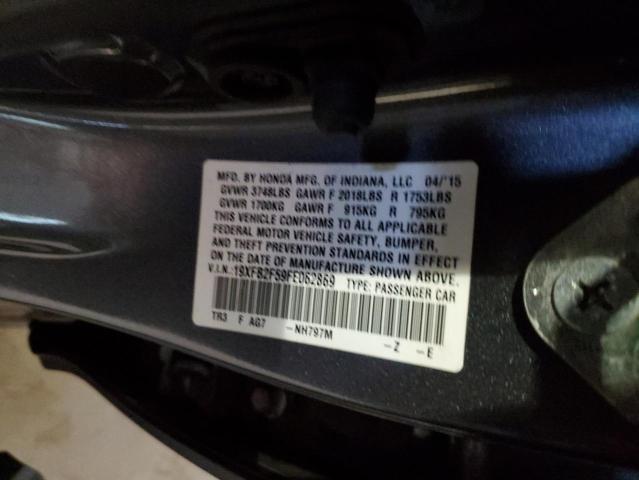 MFD. BY HONDA MFG. OF INDIANA, LLC 04/'15
GVWR 3748LBS GAWR F 2018LBS R 1753LBS
GVWR 1700KG GAWR F 915KG R 795KG
THIS VEHICLE CONFORMS TO ALL APPLICABLE
FEDERAL MOTOR VEHICLE SAFETY, BUMPER,
AND THEFT PREVENTION STANDARDS IN EFFECT
ON THE DATE OF MANUFACTURE SHOWN ABOVE.
V.I.N.: 19XFB2F59FE062869 TYPE: PASSENGER CAR
TR3 F AG7 -NH797M -Z -E